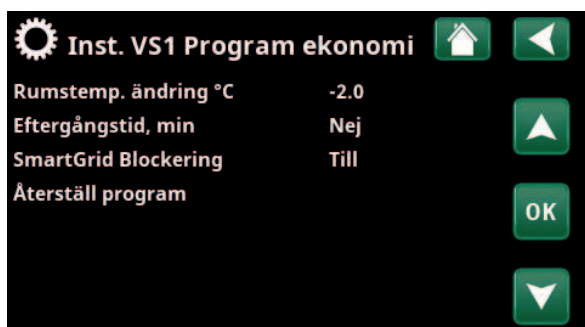 Inst. VS1 Program ekonomi
Rumstemp. ändring °C -2.0
Eftergångstid, min Nej
SmartGrid Blockering Till
Återställ program
OK